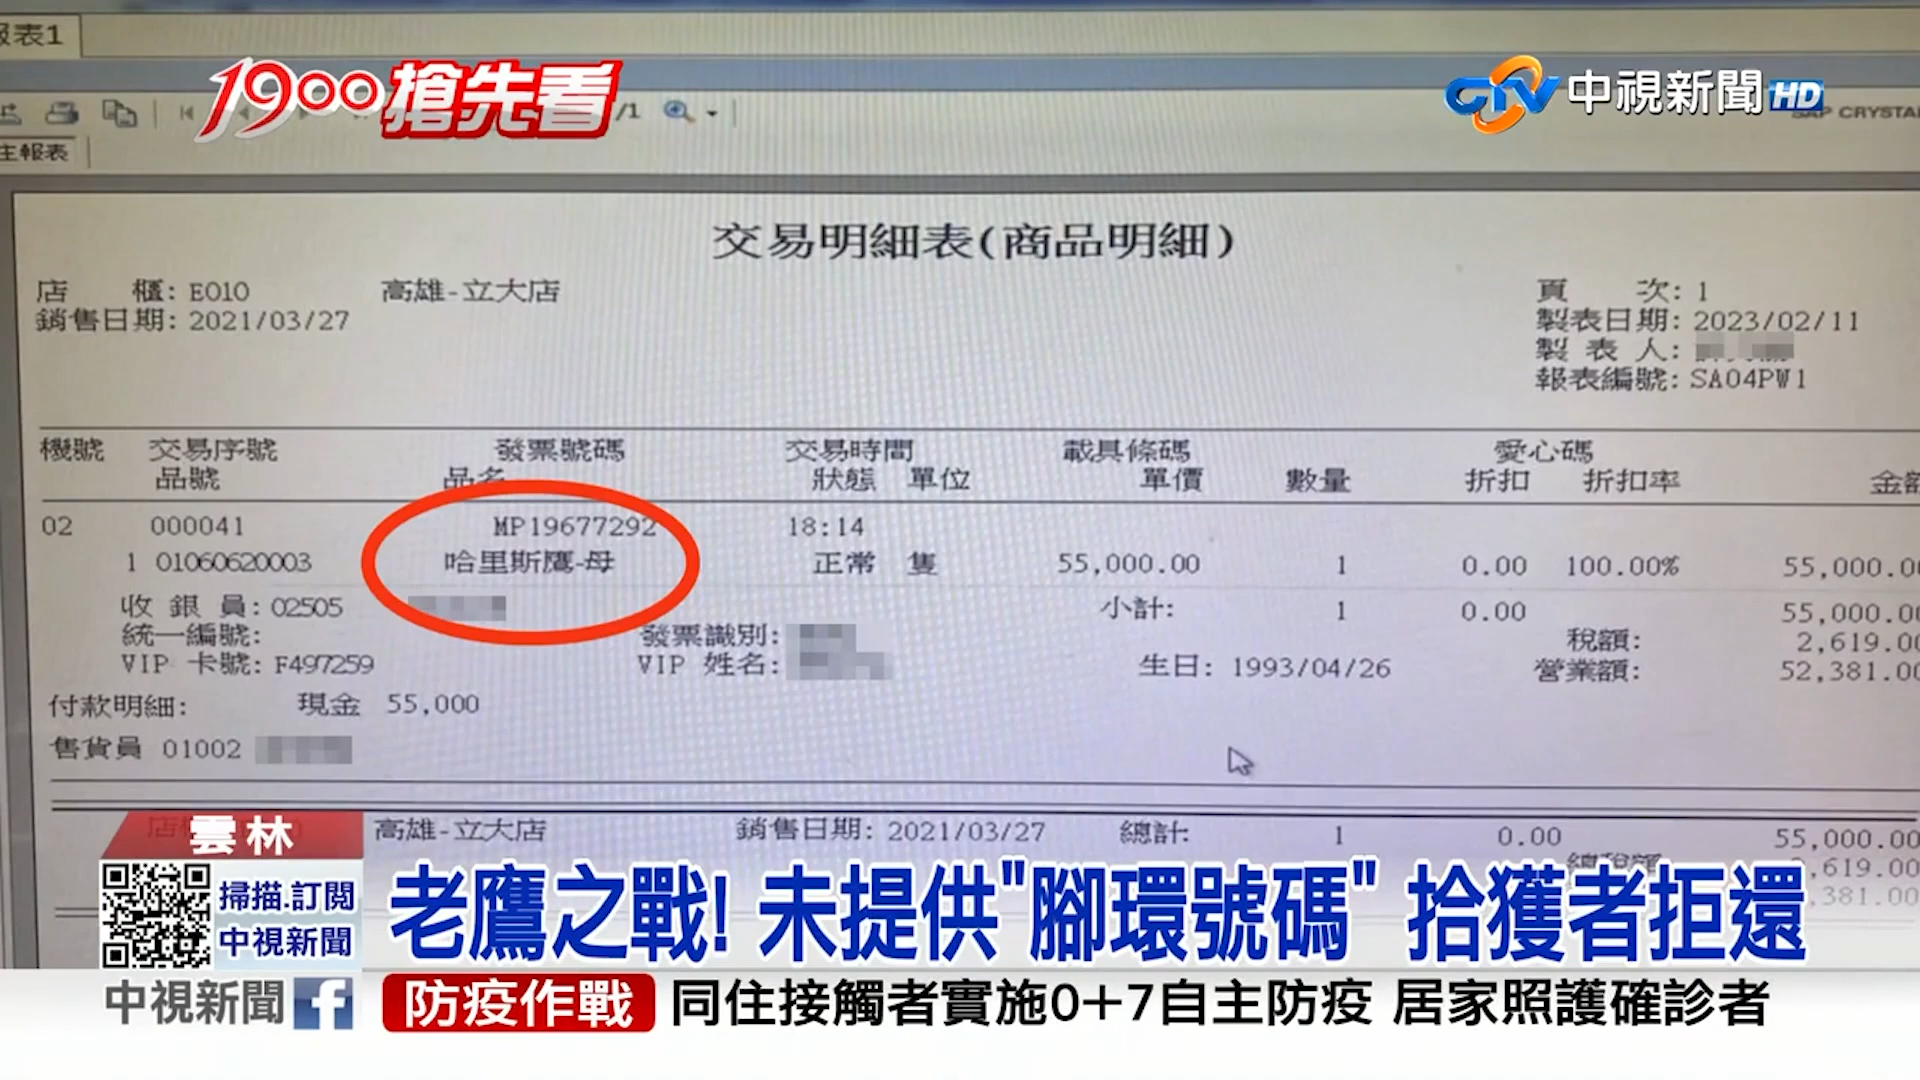 報表1
1900搶先看
/1
CTV中視新聞HD
SAP CRYSTAL
主報表
交易明細表(商品明細)
店 櫃: E010 高雄-立大店 頁 次: 1
銷售日期: 2021/03/27 製表日期: 2023/02/11
製 表 人:
報表編號: SA04PW1
機號 交易序號 發票號碼 交易時間 載具條碼 愛心碼
品號 品名 狀態 單位 單價 數量 折扣 折扣率 金額
02 000041 MP19677292 18:14
1 01060620003 哈里斯鷹-母 正常 隻 55,000.00 1 0.00 100.00% 55,000.00
收 銀 員: 02505 小計: 1 0.00 55,000.00
統一編號: 發票識別: 稅額: 2,619.00
VIP 卡號: F497259 VIP 姓名: 生日: 1993/04/26 營業額: 52,381.00
付款明細: 現金 55,000
售貨員 01002
高雄-立大店 銷售日期: 2021/03/27 總計: 1 0.00 55,000.00
,619.00
,381.00
雲林
掃描.訂閱
中視新聞
老鷹之戰! 未提供"腳環號碼" 拾獲者拒還
中視新聞 f
防疫作戰 同住接觸者實施0+7自主防疫 居家照護確診者